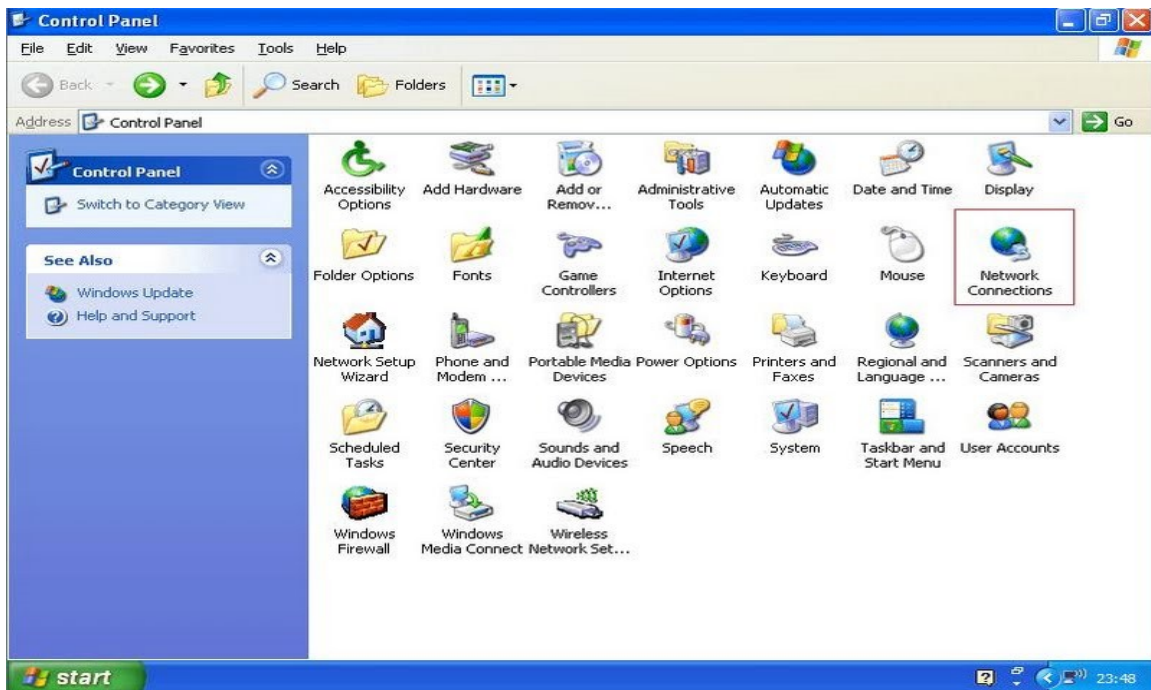 Control Panel
File Edit View Favorites Tools Help
Back Search Folders
Address Control Panel Go
Control Panel
Switch to Category View
See Also
Windows Update
Help and Support
Accessibility Options
Add Hardware
Add or Remov...
Administrative Tools
Automatic Updates
Date and Time
Display
Folder Options
Fonts
Game Controllers
Internet Options
Keyboard
Mouse
Network Connections
Network Setup Wizard
Phone and Modem ...
Portable Media Devices
Power Options
Printers and Faxes
Regional and Language ...
Scanners and Cameras
Scheduled Tasks
Security Center
Sounds and Audio Devices
Speech
System
Taskbar and Start Menu
User Accounts
Windows Firewall
Windows Media Connect
Wireless Network Set...
start 23:48